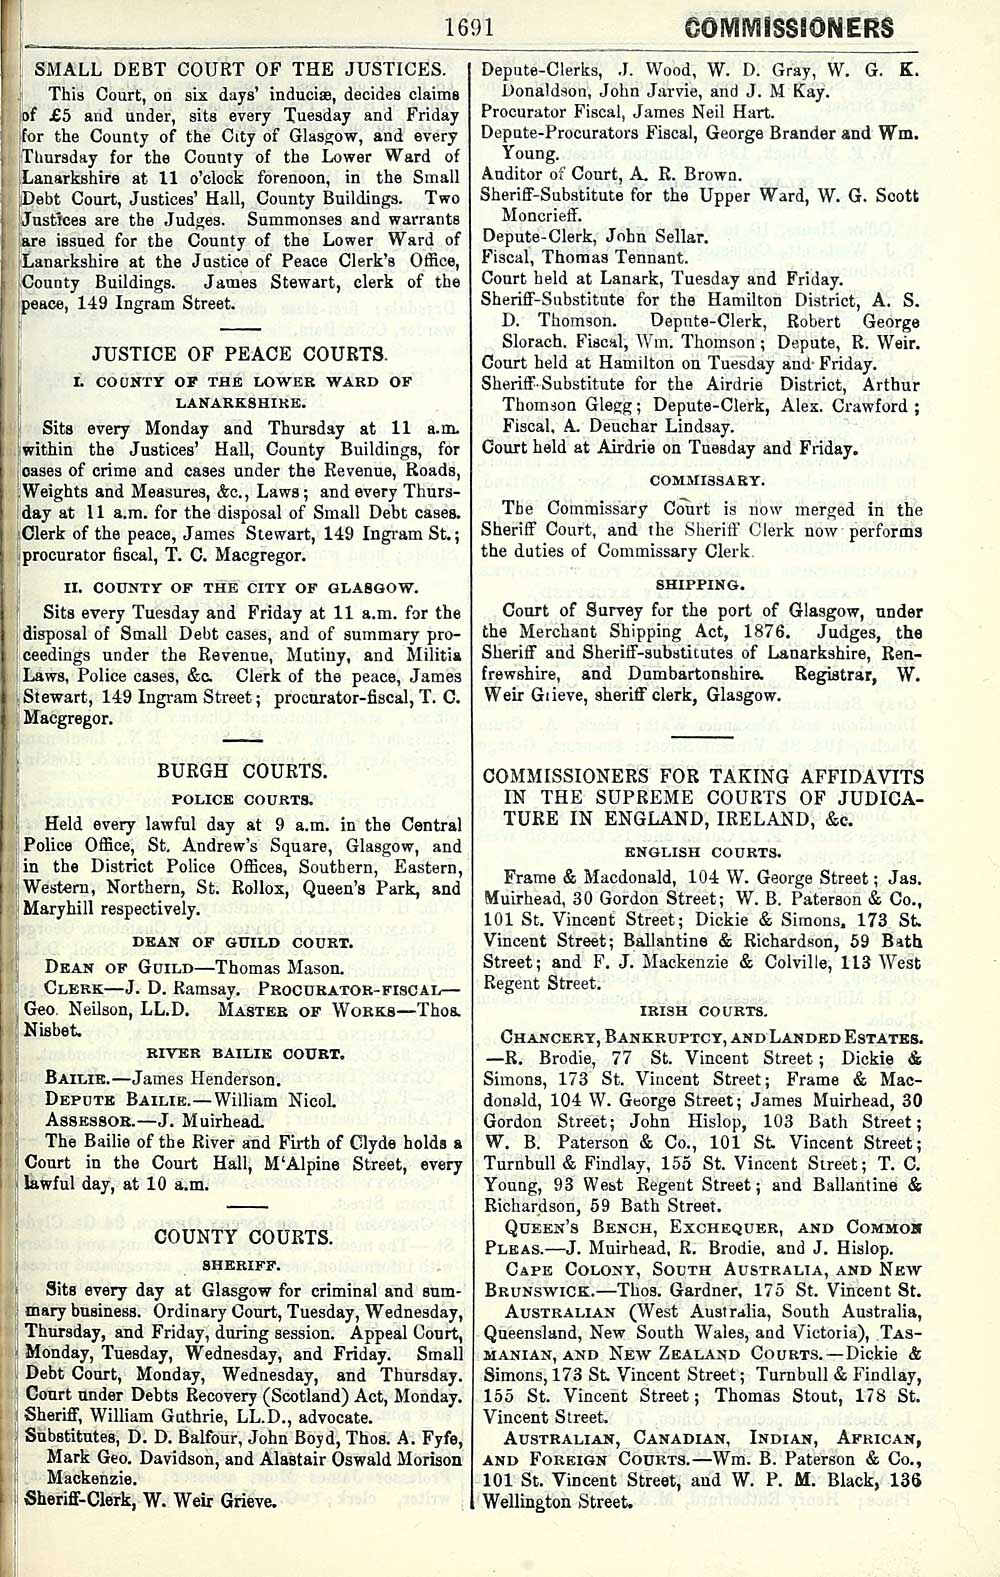 1691
COMMISSIONERS
SMALL DEBT COURT OF THE JUSTICES.
This Court, on six days' induciæ, decides claims
of £5 and under, sits every Tuesday and Friday
for the County of the City of Glasgow, and every
Thursday for the County of the Lower Ward of
Lanarkshire at 11 o'clock forenoon, in the Small
Debt Court, Justices' Hall, County Buildings. Two
Justices are the Judges. Summonses and warrants
are issued for the County of the Lower Ward of
Lanarkshire at the Justice of Peace Clerk's Office,
County Buildings. James Stewart, clerk of the
peace, 149 Ingram Street.
JUSTICE OF PEACE COURTS.
I. COUNTY OF THE LOWER WARD OF
LANARKSHIRE.
Sits every Monday and Thursday at 11 a.m.
within the Justices' Hall, County Buildings, for
cases of crime and cases under the Revenue, Roads,
Weights and Measures, &c., Laws; and every Thurs-
day at 11 a.m. for the disposal of Small Debt cases.
Clerk of the peace, James Stewart, 149 Ingram St.;
procurator fiscal, T. C. Macgregor.
II. COUNTY OF THE CITY OF GLASGOW.
Sits every Tuesday and Friday at 11 a.m. for the
disposal of Small Debt cases, and of summary pro-
ceedings under the Revenue, Mutiny, and Militia
Laws, Police cases, &c. Clerk of the peace, James
Stewart, 149 Ingram Street; procurator-fiscal, T. C.
Macgregor.
BURGH COURTS.
POLICE COURTS.
Held every lawful day at 9 a.m. in the Central
Police Office, St. Andrew's Square, Glasgow, and
in the District Police Offices, Southern, Eastern,
Western, Northern, St. Rollox, Queen's Park, and
Maryhill respectively.
DEAN OF GUILD COURT.
DEAN OF GUILD—Thomas Mason.
CLERK—J. D. Ramsay. PROCURATOR-FISCAL—
Geo. Neilson, LL.D. MASTER OF WORKS—Thos.
Nisbet.
RIVER BAILIE COURT.
BAILIE.—James Henderson.
DEPUTE BAILIE.—William Nicol.
ASSESSOR.—J. Muirhead.
The Bailie of the River and Firth of Clyde holds a
Court in the Court Hall, M'Alpine Street, every
lawful day, at 10 a.m.
COUNTY COURTS.
SHERIFF.
Sits every day at Glasgow for criminal and sum-
mary business. Ordinary Court, Tuesday, Wednesday,
Thursday, and Friday, during session. Appeal Court,
Monday, Tuesday, Wednesday, and Friday. Small
Debt Court, Monday, Wednesday, and Thursday.
Court under Debts Recovery (Scotland) Act, Monday.
Sheriff, William Guthrie, LL.D., advocate.
Substitutes, D. D. Balfour, John Boyd, Thos. A. Fyfe,
Mark Geo. Davidson, and Alastair Oswald Morison
Mackenzie.
Sheriff-Clerk, W. Weir Grieve.
Depute-Clerks, J. Wood, W. D. Gray, W. G. K.
Donaldson, John Jarvie, and J. M Kay.
Procurator Fiscal, James Neil Hart.
Depute-Procurators Fiscal, George Brander and Wm.
Young.
Auditor of Court, A. R. Brown.
Sheriff-Substitute for the Upper Ward, W. G. Scott
Moncrieff.
Depute-Clerk, John Sellar.
Fiscal, Thomas Tennant.
Court held at Lanark, Tuesday and Friday.
Sheriff-Substitute for the Hamilton District, A. S.
D. Thomson. Depute-Clerk, Robert George
Slorach. Fiscal, Wm. Thomson; Depute, R. Weir.
Court held at Hamilton on Tuesday and Friday.
Sheriff-Substitute for the Airdrie District, Arthur
Thomson Glegg; Depute-Clerk, Alex. Crawford;
Fiscal, A. Deuchar Lindsay.
Court held at Airdrie on Tuesday and Friday.
COMMISSARY.
The Commissary Court is now merged in the
Sheriff Court, and the Sheriff Clerk now performs
the duties of Commissary Clerk.
SHIPPING.
Court of Survey for the port of Glasgow, under
the Merchant Shipping Act, 1876. Judges, the
Sheriff and Sheriff-substitutes of Lanarkshire, Ren-
frewshire, and Dumbartonshire. Registrar, W.
Weir Grieve, sheriff clerk, Glasgow.
COMMISSIONERS FOR TAKING AFFIDAVITS
IN THE SUPREME COURTS OF JUDICA-
TURE IN ENGLAND, IRELAND, &c.
ENGLISH COURTS.
Frame & Macdonald, 104 W. George Street; Jas.
Muirhead, 30 Gordon Street; W. B. Paterson & Co.,
101 St. Vincent Street; Dickie & Simons, 173 St.
Vincent Street; Ballantine & Richardson, 59 Bath
Street; and F. J. Mackenzie & Colville, 113 West
Regent Street.
IRISH COURTS.
CHANCERY, BANKRUPTCY, AND LANDED ESTATES.
—R. Brodie, 77 St. Vincent Street; Dickie &
Simons, 173 St. Vincent Street; Frame & Mac-
donald, 104 W. George Street; James Muirhead, 30
Gordon Street; John Hislop, 103 Bath Street;
W. B. Paterson & Co., 101 St. Vincent Street;
Turnbull & Findlay, 155 St. Vincent Street; T. C.
Young, 93 West Regent Street; and Ballantine &
Richardson, 59 Bath Street.
QUEEN'S BENCH, EXCHEQUER, AND COMMON
PLEAS.—J. Muirhead, R. Brodie, and J. Hislop.
CAPE COLONY, SOUTH AUSTRALIA, AND NEW
BRUNSWICK.—Thos. Gardner, 175 St. Vincent St.
AUSTRALIAN (West Australia, South Australia,
Queensland, New South Wales, and Victoria), TAS-
MANIAN, AND NEW ZEALAND COURTS.—Dickie &
Simons, 173 St. Vincent Street; Turnbull & Findlay,
155 St. Vincent Street; Thomas Stout, 178 St.
Vincent Street.
AUSTRALIAN, CANADIAN, INDIAN, AFRICAN,
AND FOREIGN COURTS.—Wm. B. Paterson & Co.,
101 St. Vincent Street, and W. P. M. Black, 136
Wellington Street.